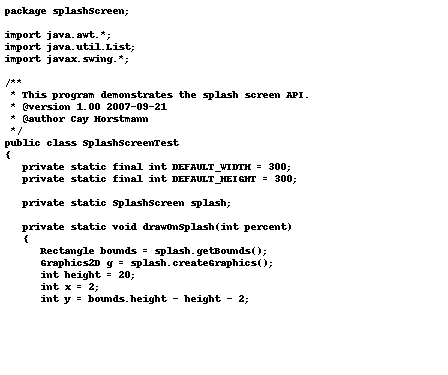 package splashScreen;

import java.awt.*;
import java.util.List;
import javax.swing.*;

/**
 * This program demonstrates the splash screen API.
 * @version 1.00 2007-09-21
 * @author Cay Horstmann
 */
public class SplashScreenTest
{
   private static final int DEFAULT_WIDTH = 300;
   private static final int DEFAULT_HEIGHT = 300;

   private static SplashScreen splash;

   private static void drawOnSplash(int percent)
   {
      Rectangle bounds = splash.getBounds();
      Graphics2D g = splash.createGraphics();
      int height = 20;
      int x = 2;
      int y = bounds.height - height - 2;